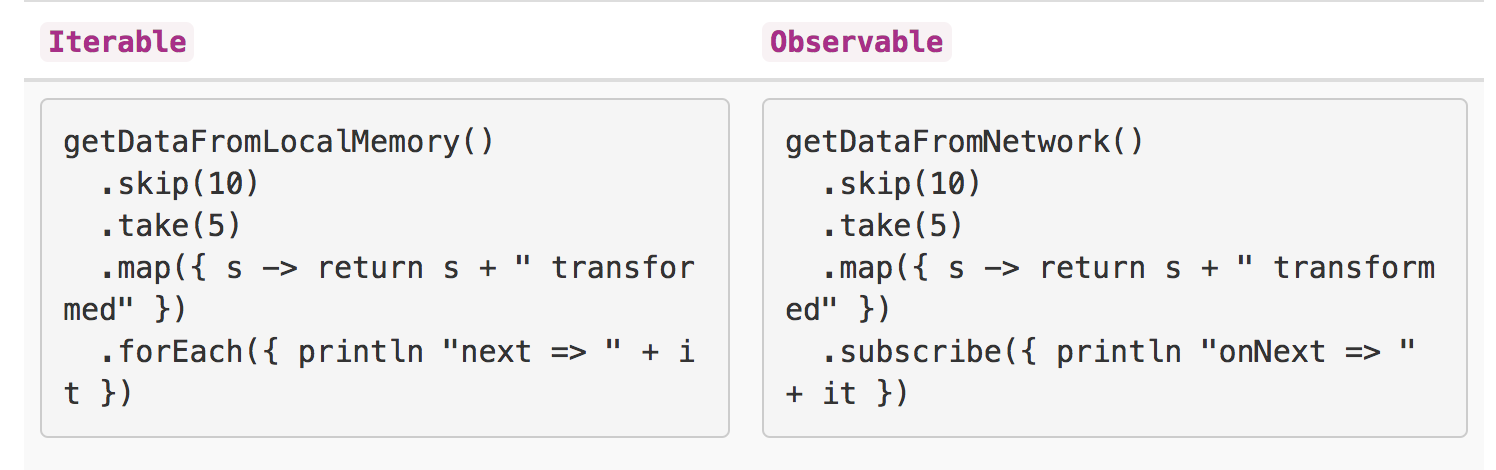 Iterable
Observable
getDataFromLocalMemory()
  .skip(10)
  .take(5)
  .map({ s -> return s + " transfor
med" })
  .forEach({ println "next => " + i
t })
getDataFromNetwork()
  .skip(10)
  .take(5)
  .map({ s -> return s + " transform
ed" })
  .subscribe({ println "onNext => "
+ it })